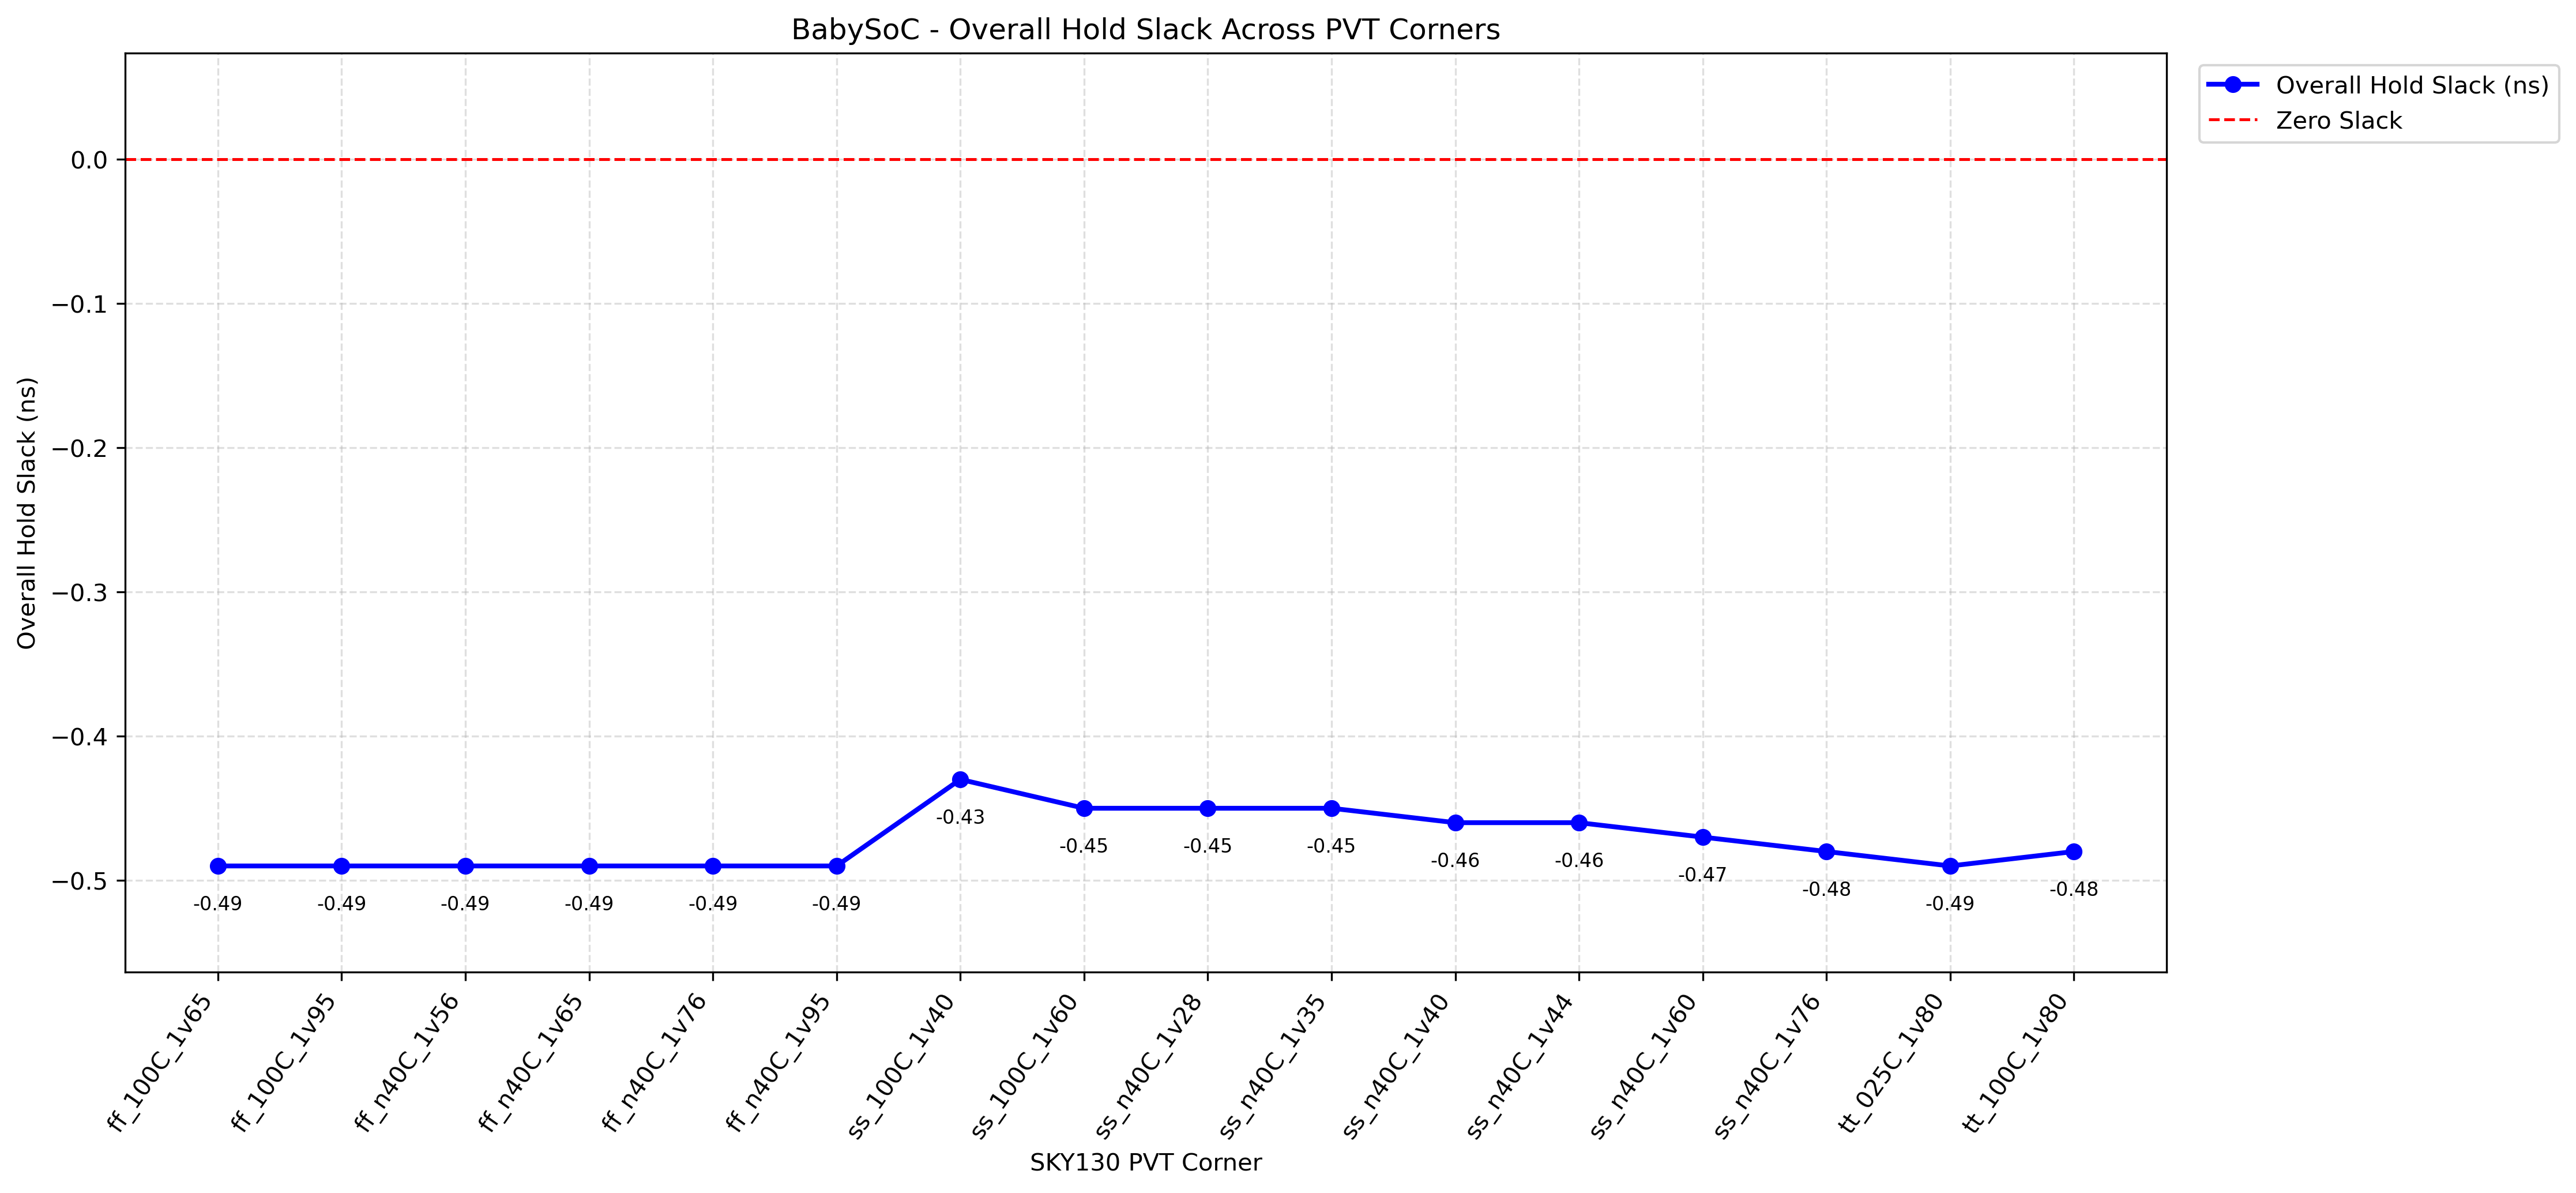 BabySoC - Overall Hold Slack Across PVT Corners
Overall Hold Slack (ns)
Zero Slack
Overall Hold Slack (ns)
0.0
−0.1
−0.2
−0.3
−0.4
−0.5
-0.49
-0.49
-0.49
-0.49
-0.49
-0.49
-0.43
-0.45
-0.45
-0.45
-0.46
-0.46
-0.47
-0.48
-0.49
-0.48
ff_100C_1v65
ff_100C_1v95
ff_n40C_1v56
ff_n40C_1v65
ff_n40C_1v76
ff_n40C_1v95
ss_100C_1v40
ss_100C_1v60
ss_n40C_1v28
ss_n40C_1v35
ss_n40C_1v40
ss_n40C_1v44
ss_n40C_1v60
ss_n40C_1v76
tt_025C_1v80
tt_100C_1v80
SKY130 PVT Corner